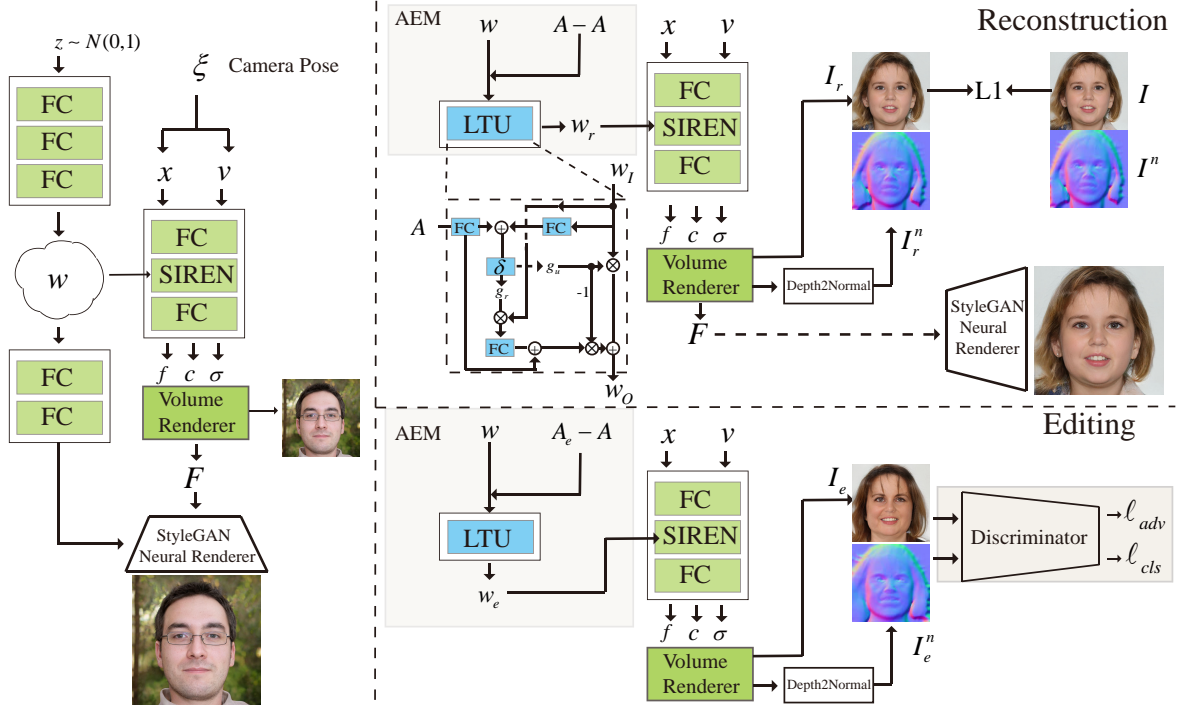 z ~ N(0,1)
FC
FC
FC
w
FC
FC
ξ Camera Pose
x v
FC
SIREN
FC
f c σ
Volume
Renderer
F
StyleGAN
Neural Renderer
Reconstruction
AEM
w A – A
LTU
w_r
x v
FC
SIREN
FC
f c σ
Volume
Renderer
F
Depth2Normal
I_r
L1
I
I^n
I_r^n
StyleGAN
Neural
Renderer
w_I
A
FC
FC
δ
g_u
g_r
-1
FC
w_O
Editing
AEM
w A_e – A
LTU
w_e
x v
FC
SIREN
FC
f c σ
Volume
Renderer
Depth2Normal
I_e
I_e^n
Discriminator
ℓ_adv
ℓ_cls